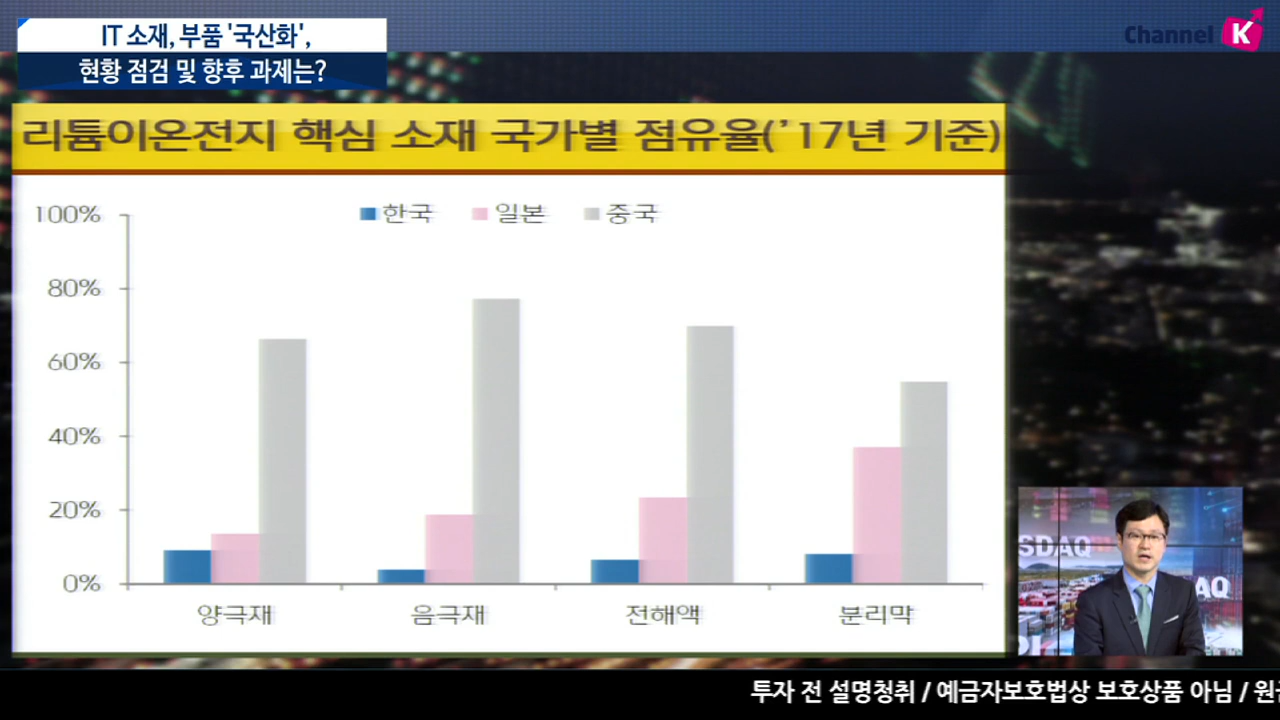 IT 소재, 부품 '국산화',
현황 점검 및 향후 과제는?
Channel K
리튬이온전지 핵심 소재 국가별 점유율('17년 기준)
한국 일본 중국
100%
80%
60%
40%
20%
0%
양극재 음극재 전해액 분리막
SDAQ
AQ
투자 전 설명청취 / 예금자보호법상 보호상품 아님 / 원금